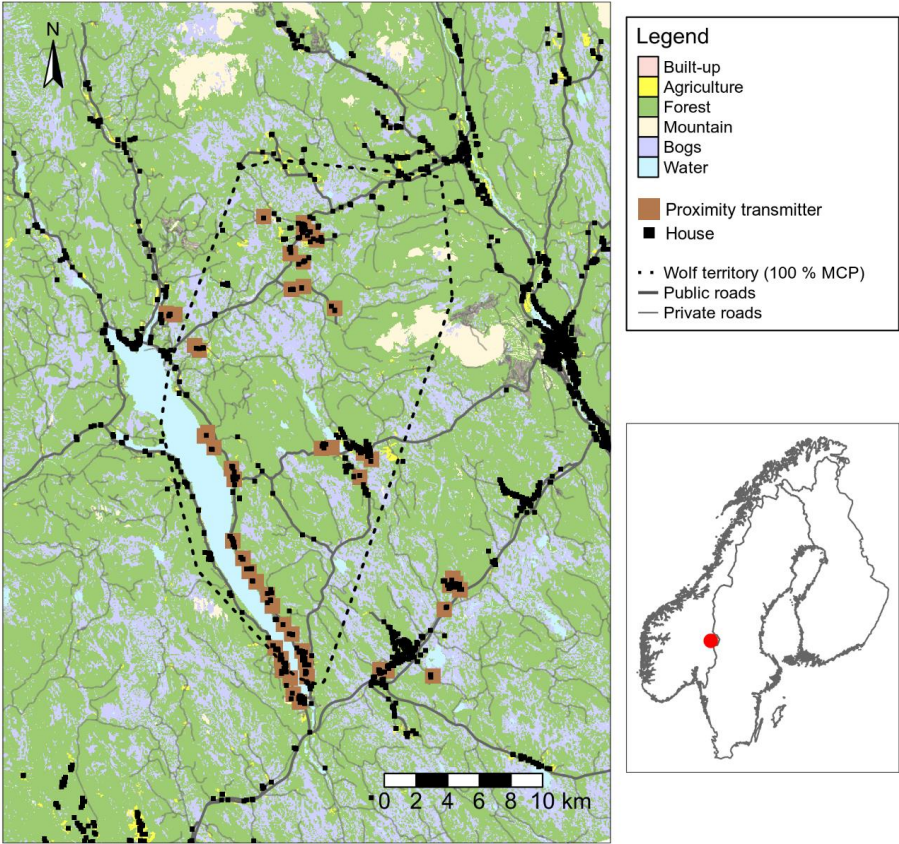 N
0 2 4 6 8 10 km
Legend
Built-up
Agriculture
Forest
Mountain
Bogs
Water
Proximity transmitter
House
Wolf territory (100 % MCP)
Public roads
Private roads